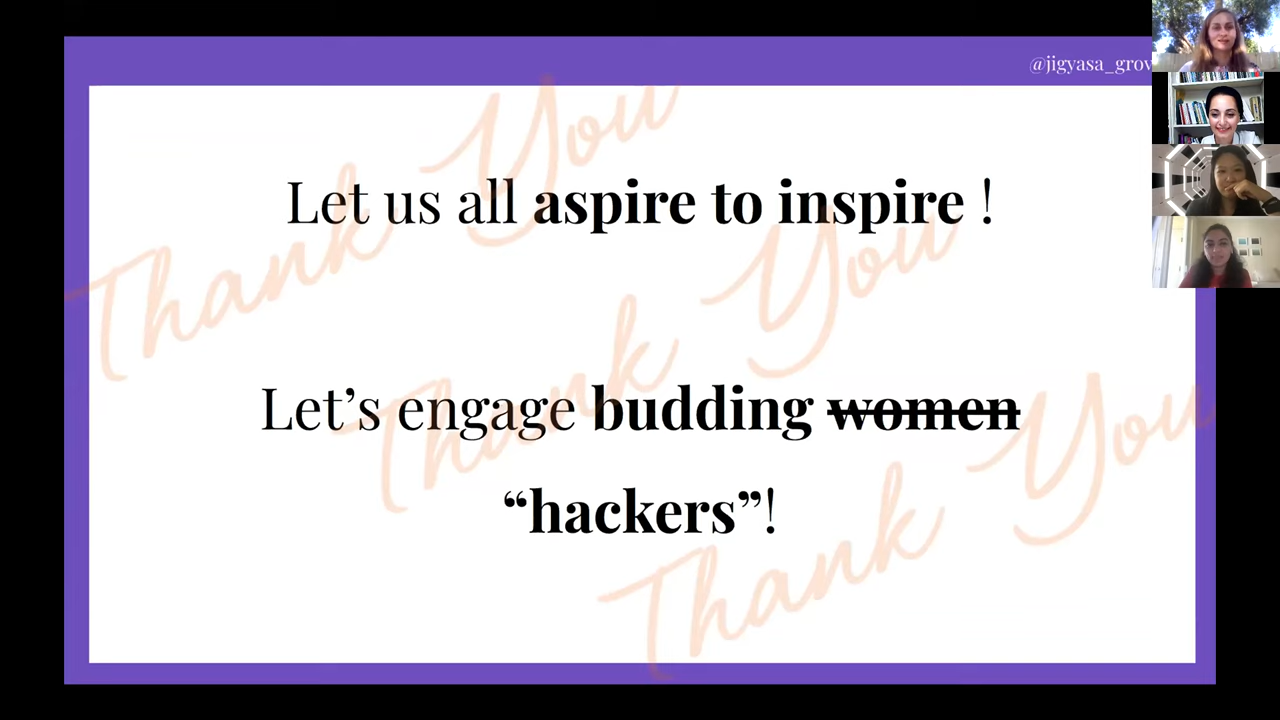 @jigyasa_grov
Thank You
Let us all aspire to inspire !
Thank You
Let’s engage budding women
“hackers”!
Thank You